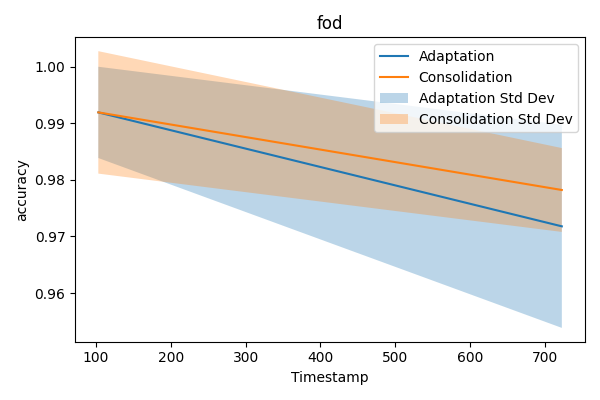 fod
Adaptation
Consolidation
Adaptation Std Dev
Consolidation Std Dev
accuracy
1.00
0.99
0.98
0.97
0.96
100 200 300 400 500 600 700
Timestamp